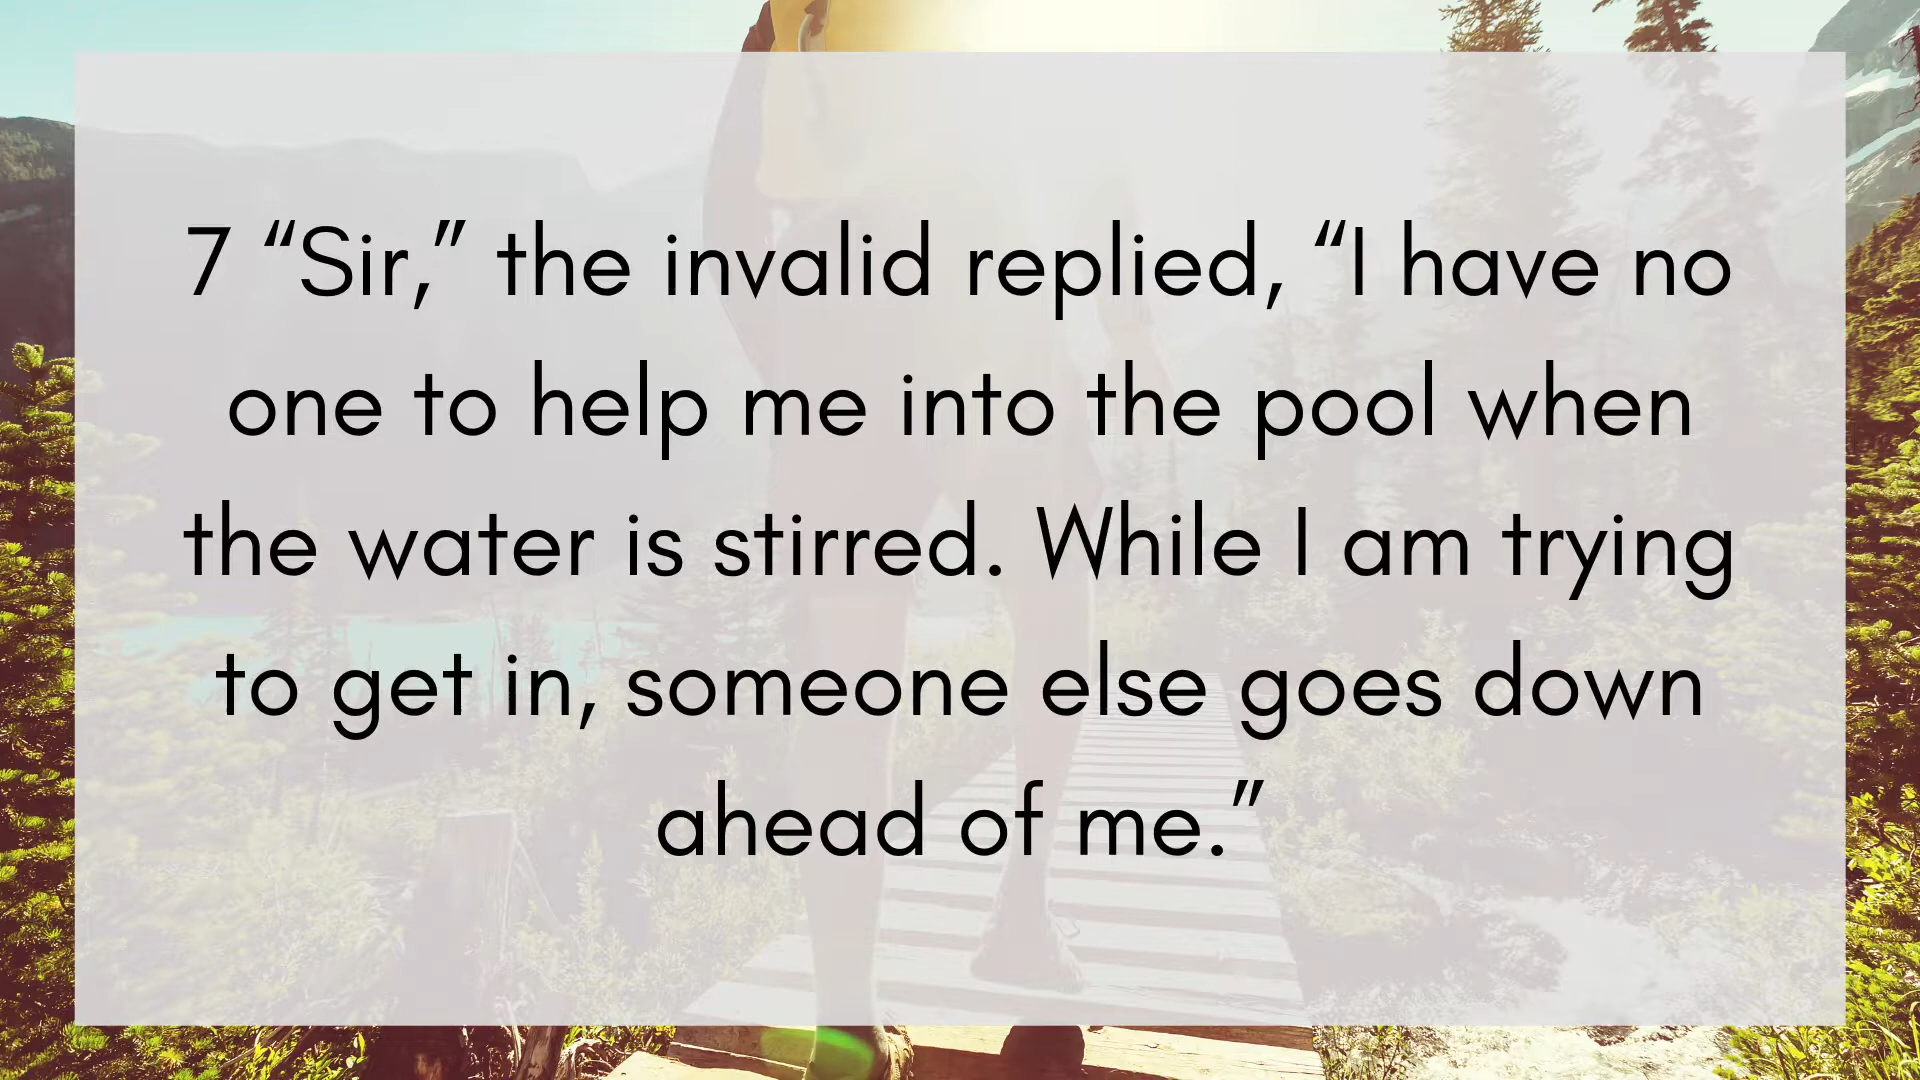 7 “Sir,” the invalid replied, “I have no
one to help me into the pool when
the water is stirred. While I am trying
to get in, someone else goes down
ahead of me.”